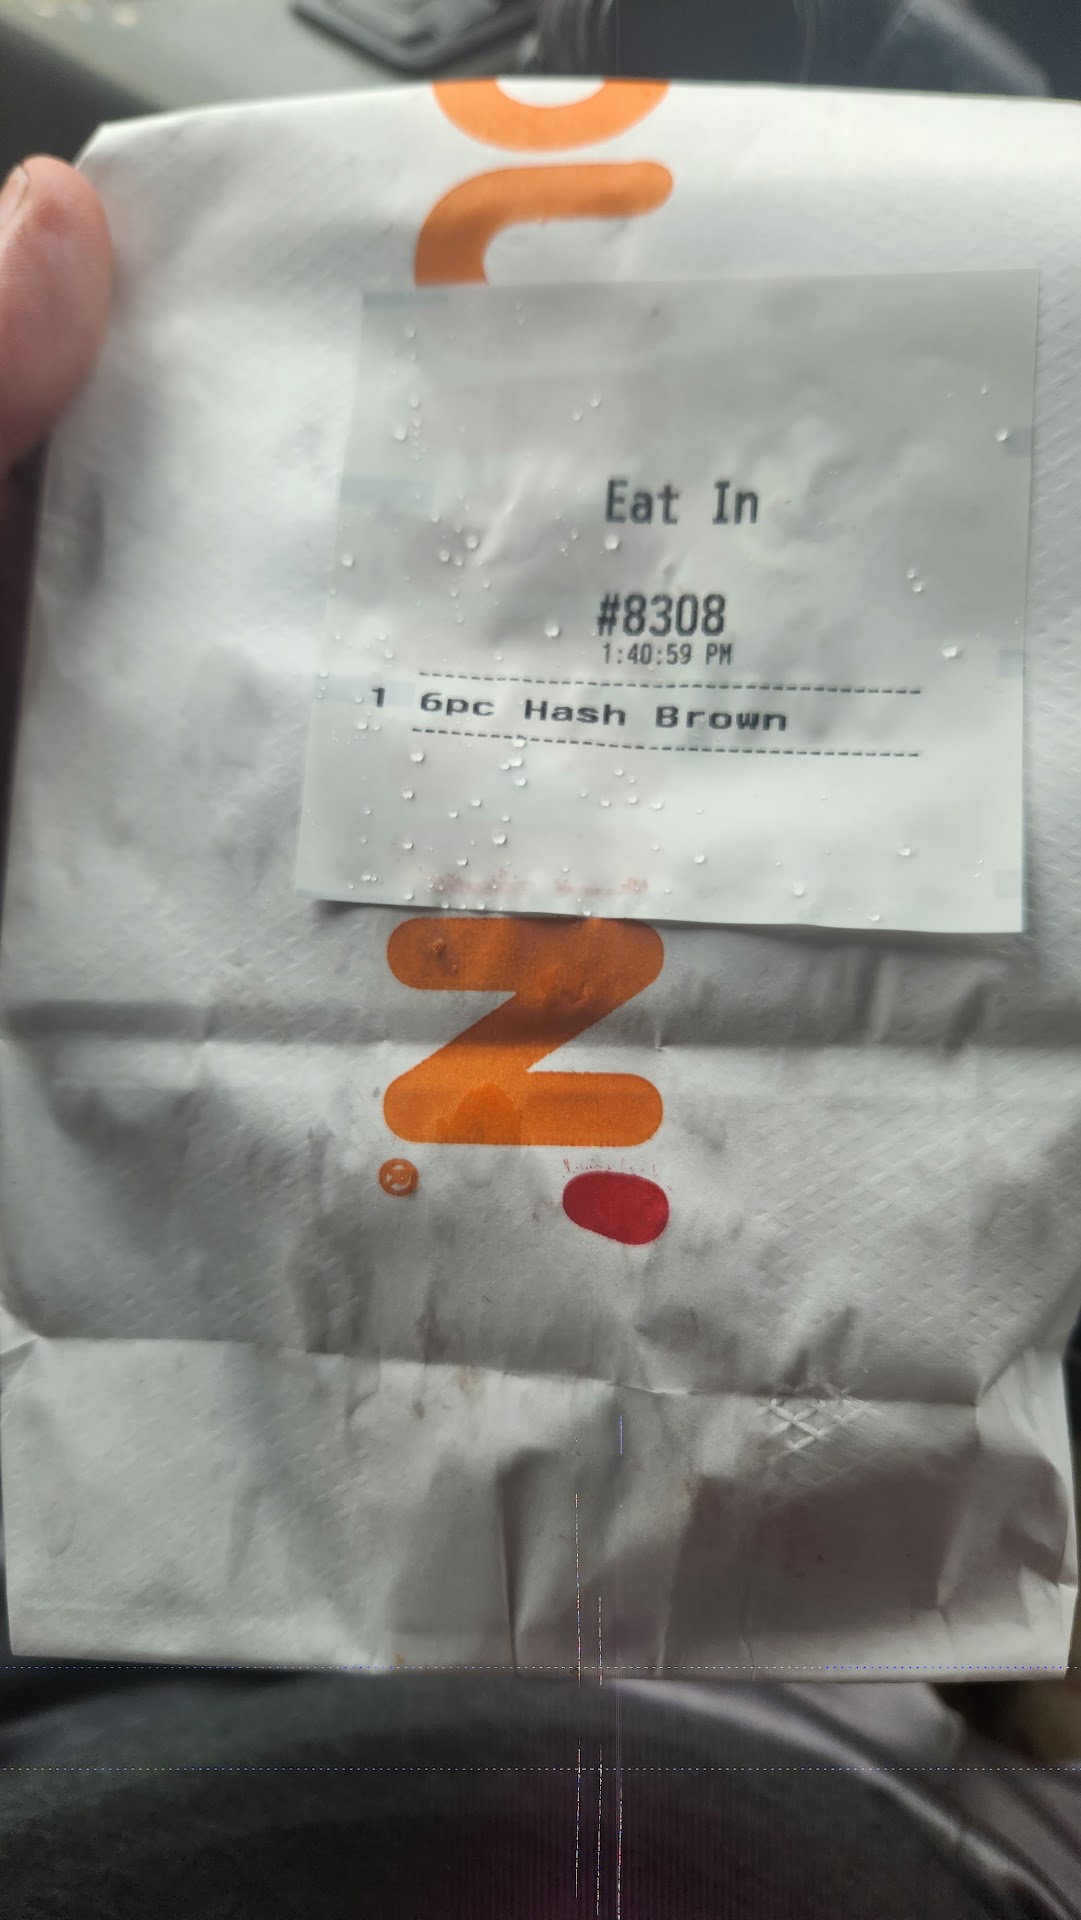 Eat In
#8308
1:40:59 PM
1 6pc Hash Brown
N
®